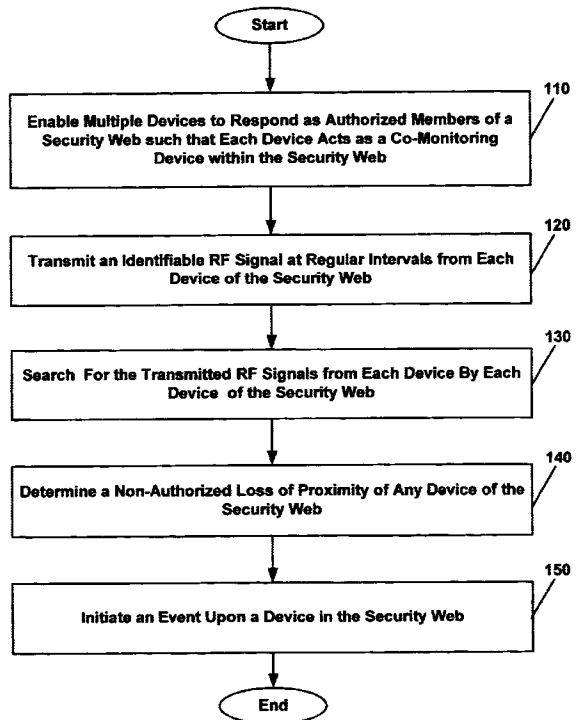 Start
110
Enable Multiple Devices to Respond as Authorized Members of a
Security Web such that Each Device Acts as a Co-Monitoring
Device within the Security Web
120
Transmit an Identifiable RF Signal at Regular Intervals from Each
Device of the Security Web
130
Search For the Transmitted RF Signals from Each Device By Each
Device of the Security Web
140
Determine a Non-Authorized Loss of Proximity of Any Device of the
Security Web
150
Initiate an Event Upon a Device in the Security Web
End